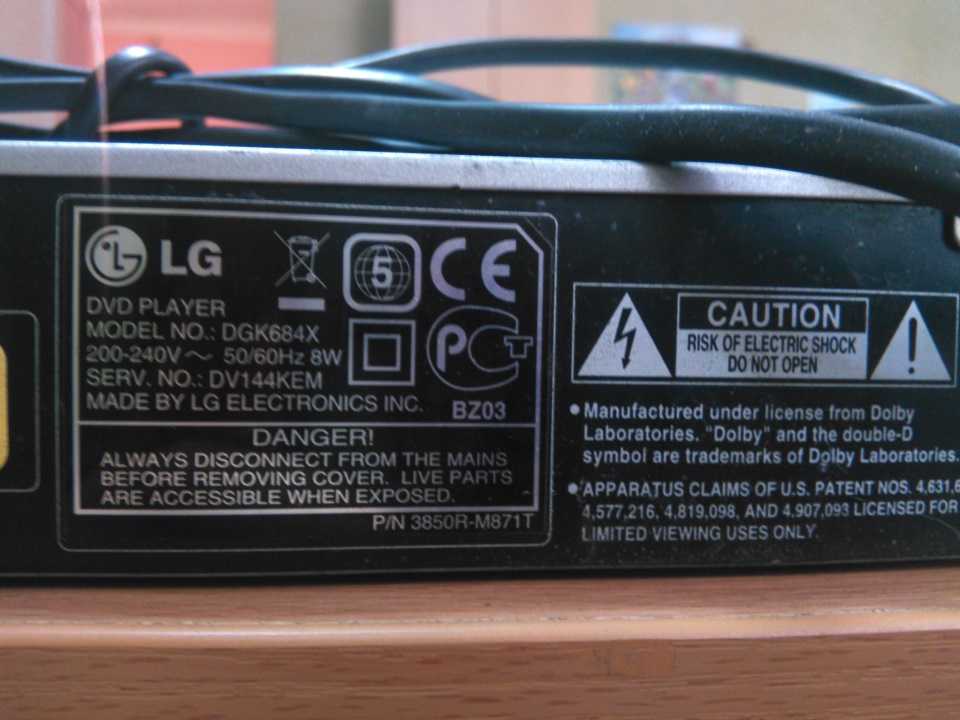 LG
5
CE
DVD PLAYER
MODEL NO.: DGK684X
200-240V ~ 50/60Hz 8W
SERV. NO.: DV144KEM
MADE BY LG ELECTRONICS INC.
PCT
BZ03
DANGER!
ALWAYS DISCONNECT FROM THE MAINS
BEFORE REMOVING COVER. LIVE PARTS
ARE ACCESSIBLE WHEN EXPOSED.
P/N 3850R-M871T
CAUTION
RISK OF ELECTRIC SHOCK
DO NOT OPEN
!
• Manufactured under license from Dolby
Laboratories. "Dolby" and the double-D
symbol are trademarks of Dolby Laboratories.
• APPARATUS CLAIMS OF U.S. PATENT NOS. 4,631,6
4,577,216, 4,819,098, AND 4,907,093 LICENSED FOR
LIMITED VIEWING USES ONLY.